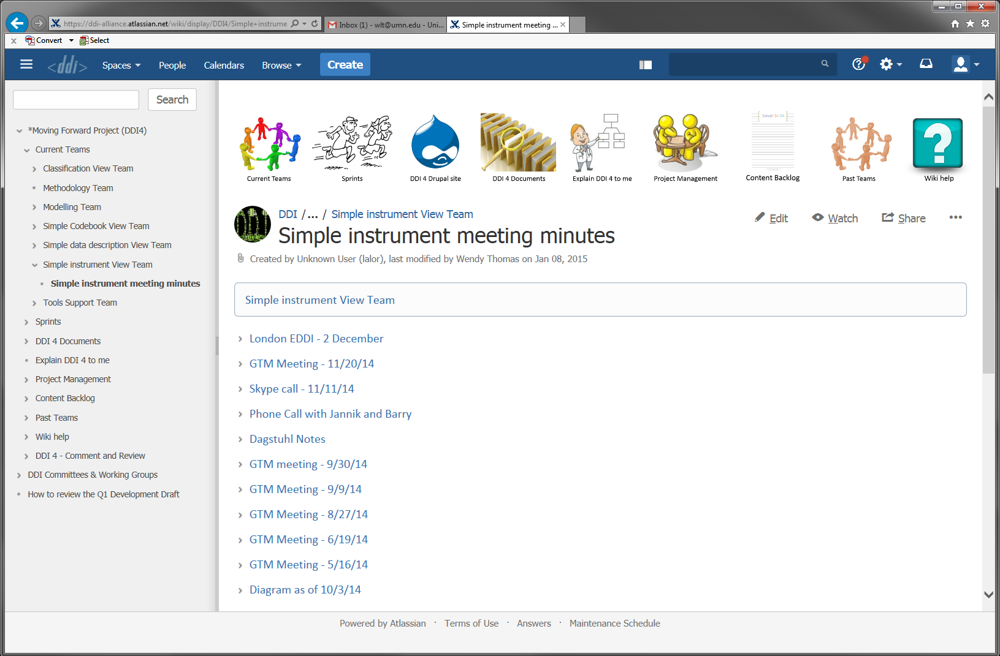 https://ddi-alliance.atlassian.net/wiki/display/DDI4/Simple+instrume
Inbox (1) - wlt@umn.edu - Uni...
Simple instrument meeting ...
Convert
Select
<ddi>
Spaces
People
Calendars
Browse
Create
Search
*Moving Forward Project (DDI4)
Current Teams
Classification View Team
Methodology Team
Modelling Team
Simple Codebook View Team
Simple data description View Team
Simple instrument View Team
Simple instrument meeting minutes
Tools Support Team
Sprints
DDI 4 Documents
Explain DDI 4 to me
Project Management
Content Backlog
Past Teams
Wiki help
DDI 4 - Comment and Review
DDI Committees & Working Groups
How to review the Q1 Development Draft
things to do
Current Teams
Sprints
DDI 4 Drupal site
DDI 4 Documents
Explain DDI 4 to me
Project Management
Content Backlog
Past Teams
Wiki help
DDI / ... / Simple instrument View Team
Simple instrument meeting minutes
Edit
Watch
Share
Created by Unknown User (lalor), last modified by Wendy Thomas on Jan 08, 2015
Simple instrument View Team
London EDDI - 2 December
GTM Meeting - 11/20/14
Skype call - 11/11/14
Phone Call with Jannik and Barry
Dagstuhl Notes
GTM meeting - 9/30/14
GTM Meeting - 9/9/14
GTM Meeting - 8/27/14
GTM Meeting - 6/19/14
GTM Meeting - 5/16/14
Diagram as of 10/3/14
Powered by Atlassian · Terms of Use · Answers · Maintenance Schedule